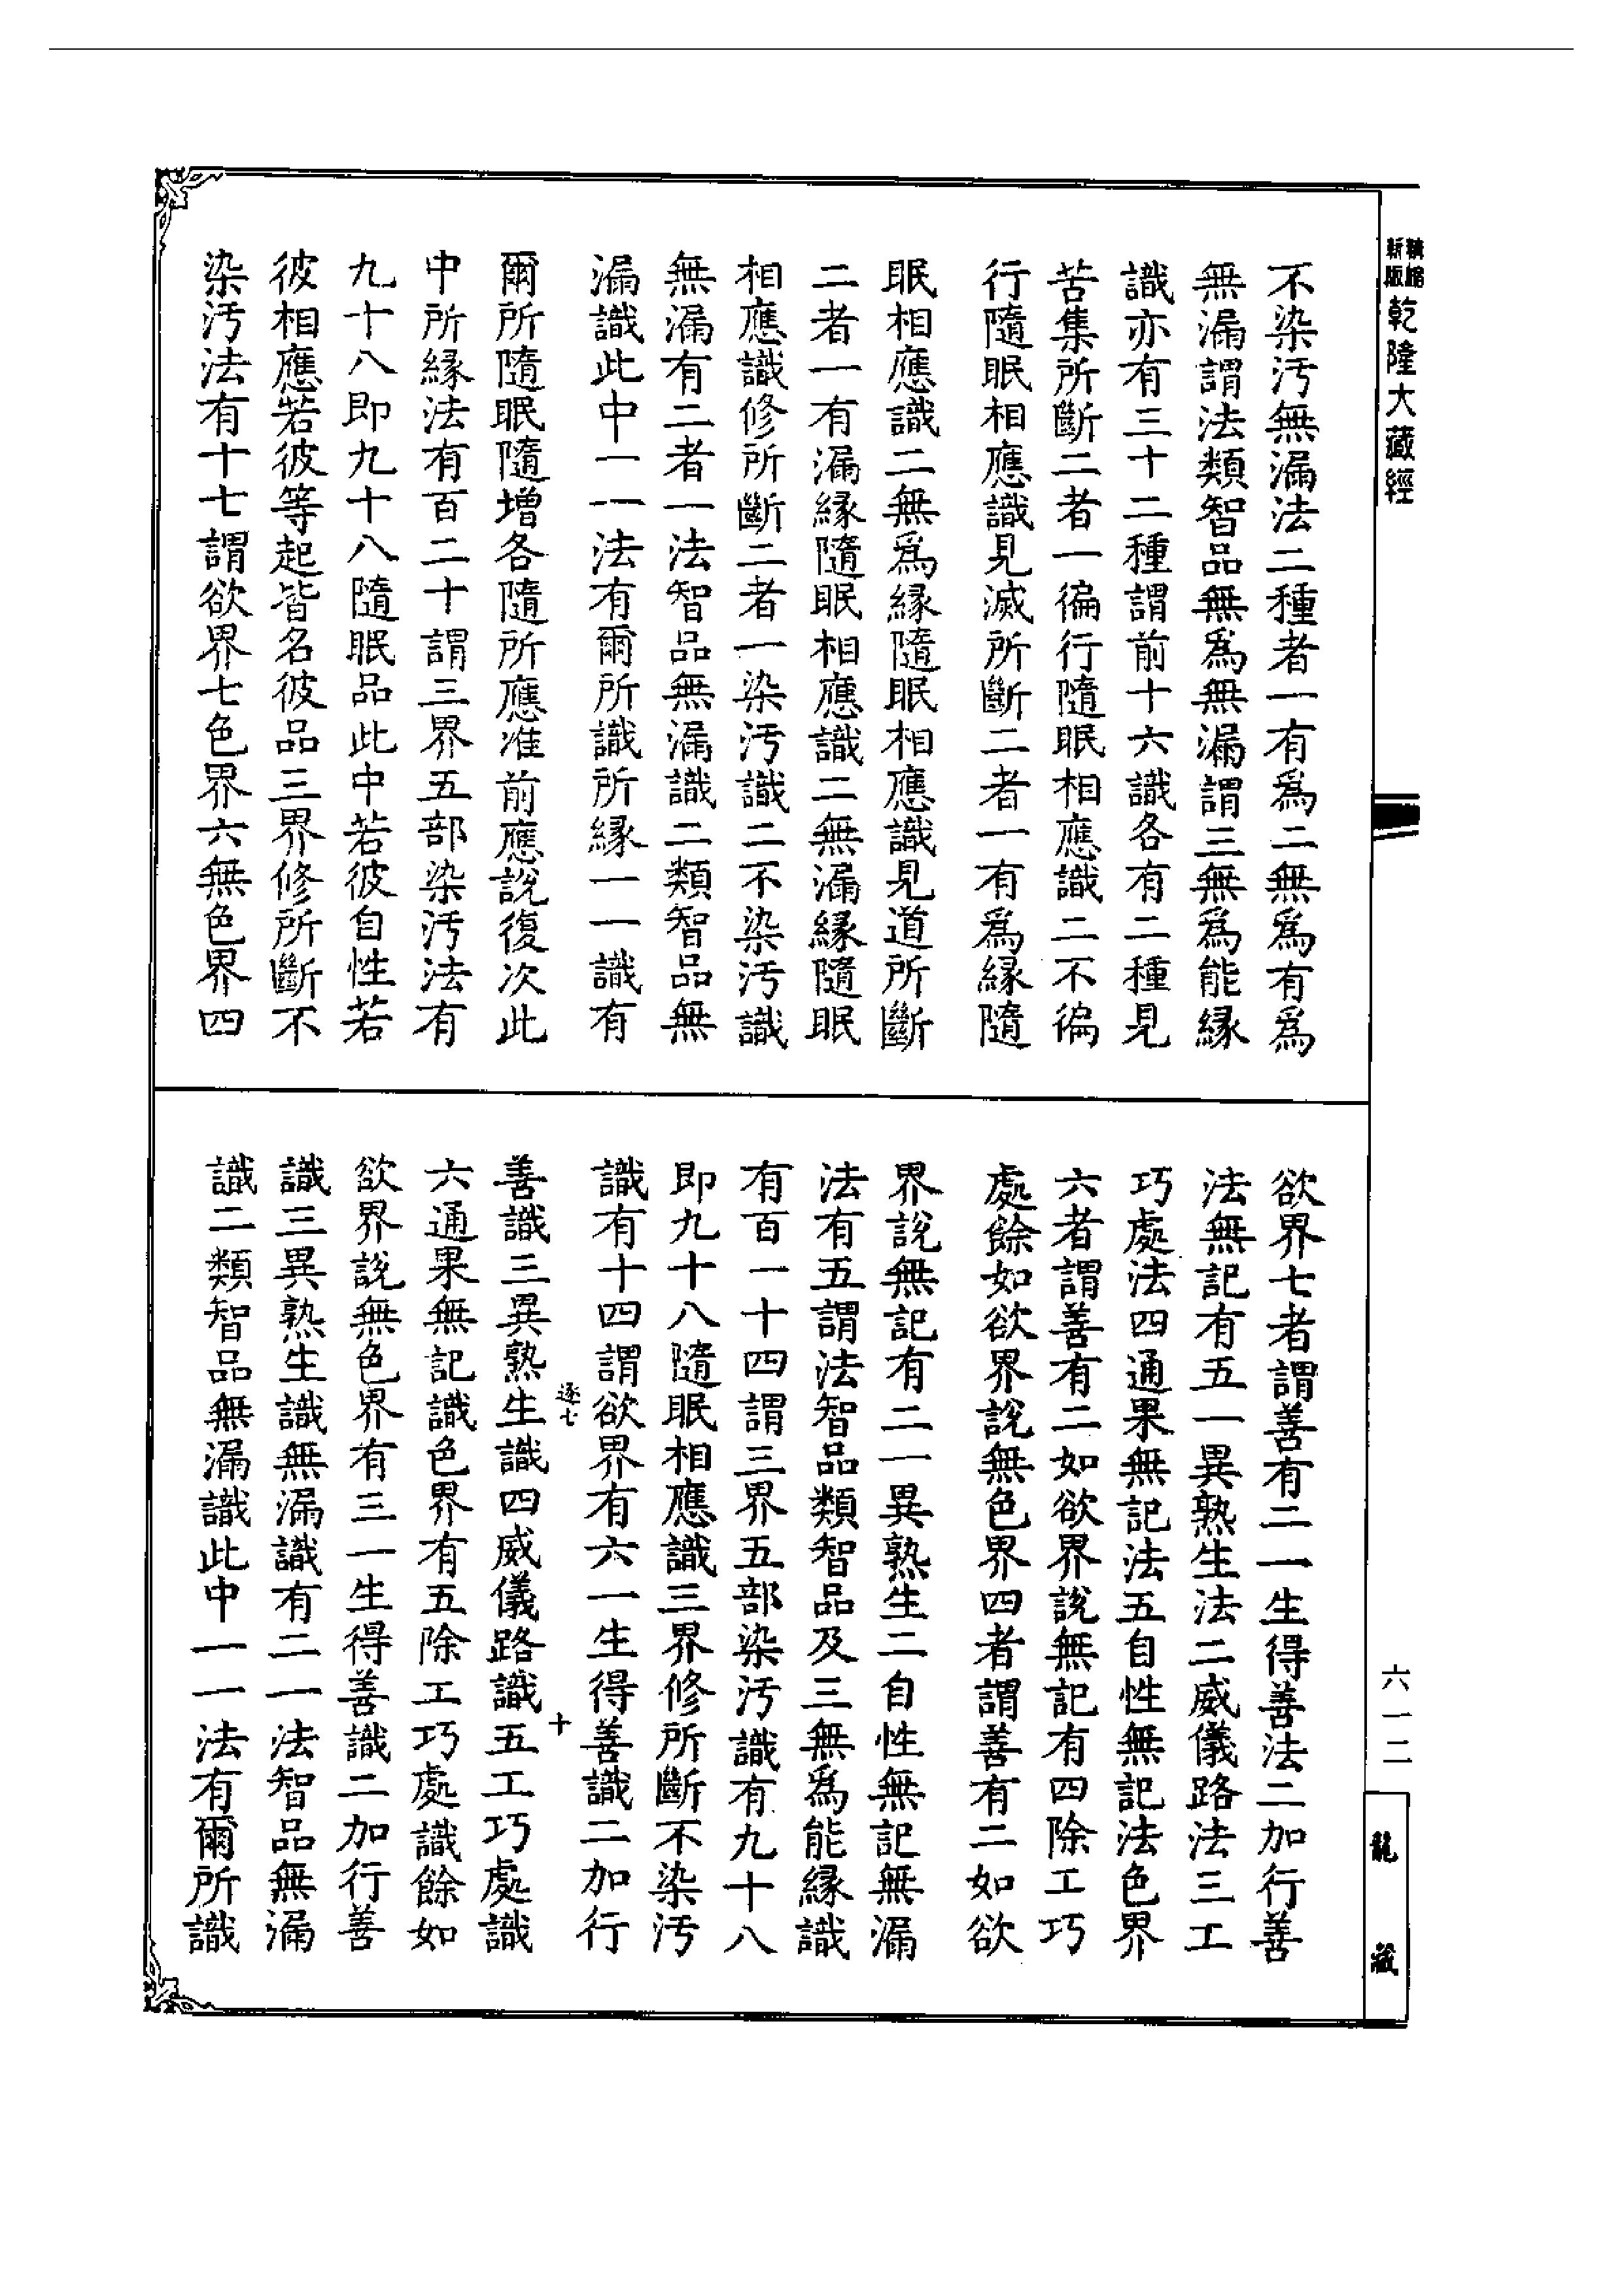 精縮新版乾隆大藏經
不染汚無漏法二種者一有爲二無爲有爲
無漏謂法類智品無爲無漏謂三無爲能緣
識亦有三十二種謂前十六識各有二種見
苦集所斷二者一徧行隨眠相應識二不徧
行隨眠相應識見滅所斷二者一有爲緣隨
眠相應識二無爲緣隨眠相應識見道所斷
二者一有漏緣隨眠相應識二無漏緣隨眠
相應識修所斷二者一染汚識二不染汚識
無漏有二者一法智品無漏識二類智品無
漏識此中一一法有爾所識所緣一一識有
爾所隨眠隨增各隨所應准前應說復次此
中所緣法有百二十謂三界五部染汚法有
九十八即九十八隨眠品此中若彼自性若
彼相應若彼等起皆名彼品三界修所斷不
染汚法有十七謂欲界七色界六無色界四
欲界七者謂善有二一生得善法二加行善
法無記有五一異熟生法二威儀路法三工
巧處法四通果無記法五自性無記法色界
六者謂善有二如欲界說無記有四除工巧
處餘如欲界說無色界四者謂善有二如欲
界說無記有二一異熟生二自性無記無漏
法有五謂法智品類智品及三無爲能緣識
有百一十四謂三界五部染汚識有九十八
即九十八隨眠相應識三界修所斷不染汚
識有十四謂欲界有六一生得善識二加行
逐七
十
善識三異熟生識四威儀路識五工巧處識
六通果無記識色界有五除工巧處識餘如
欲界說無色界有三一生得善識二加行善
識三異熟生識無漏識有二一法智品無漏
識二類智品無漏識此中一一法有爾所識
六一二
龍藏